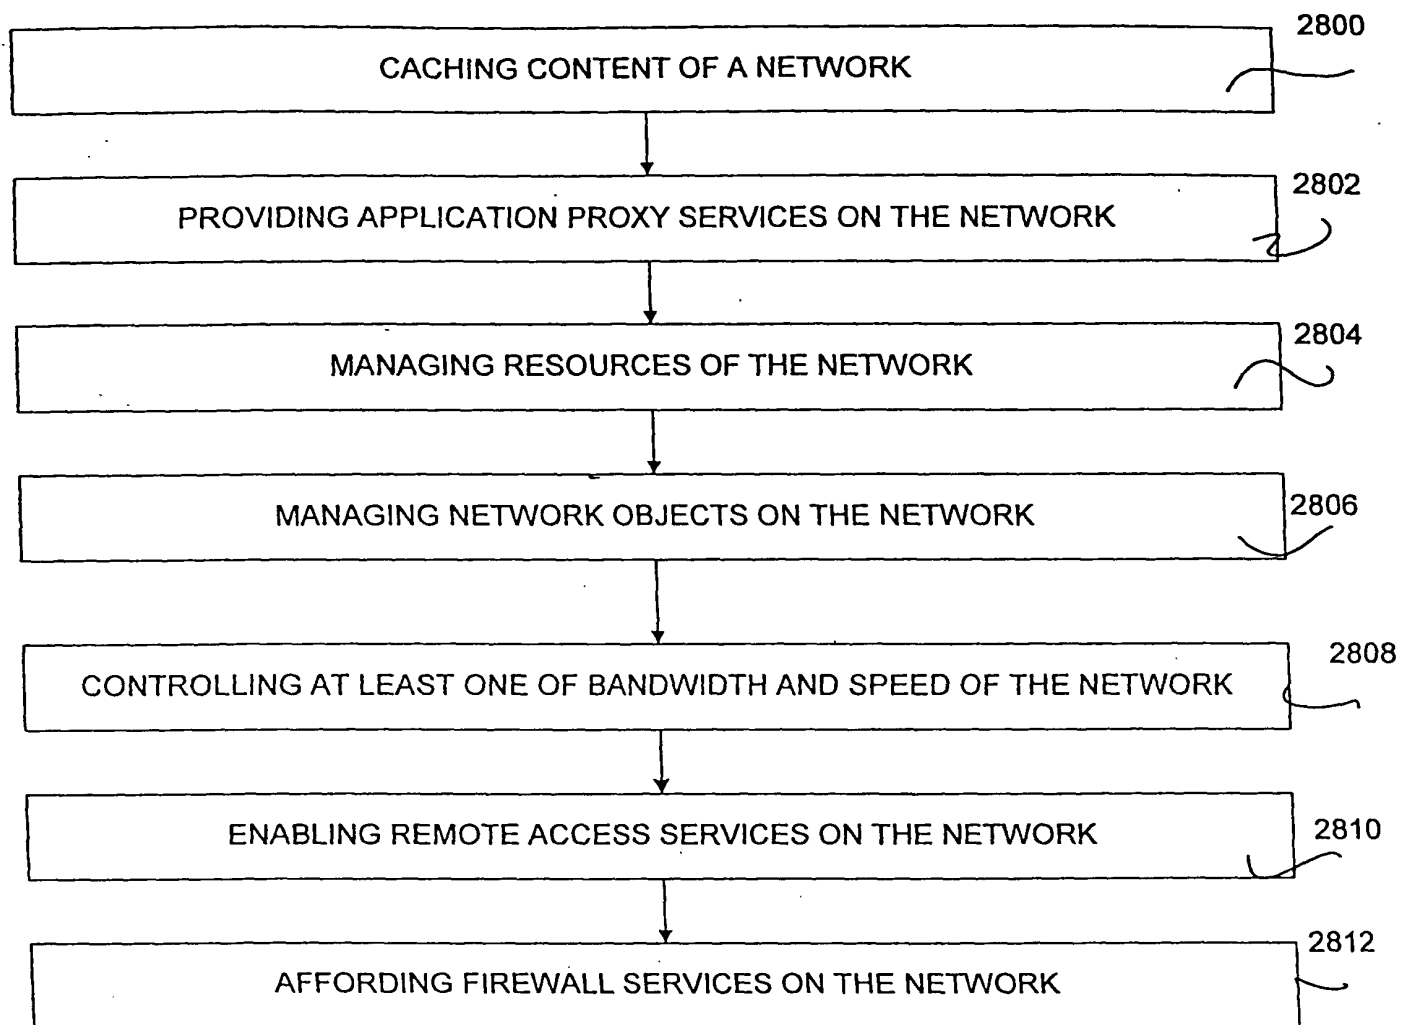 2800
CACHING CONTENT OF A NETWORK
2802
PROVIDING APPLICATION PROXY SERVICES ON THE NETWORK
2804
MANAGING RESOURCES OF THE NETWORK
2806
MANAGING NETWORK OBJECTS ON THE NETWORK
2808
CONTROLLING AT LEAST ONE OF BANDWIDTH AND SPEED OF THE NETWORK
2810
ENABLING REMOTE ACCESS SERVICES ON THE NETWORK
2812
AFFORDING FIREWALL SERVICES ON THE NETWORK